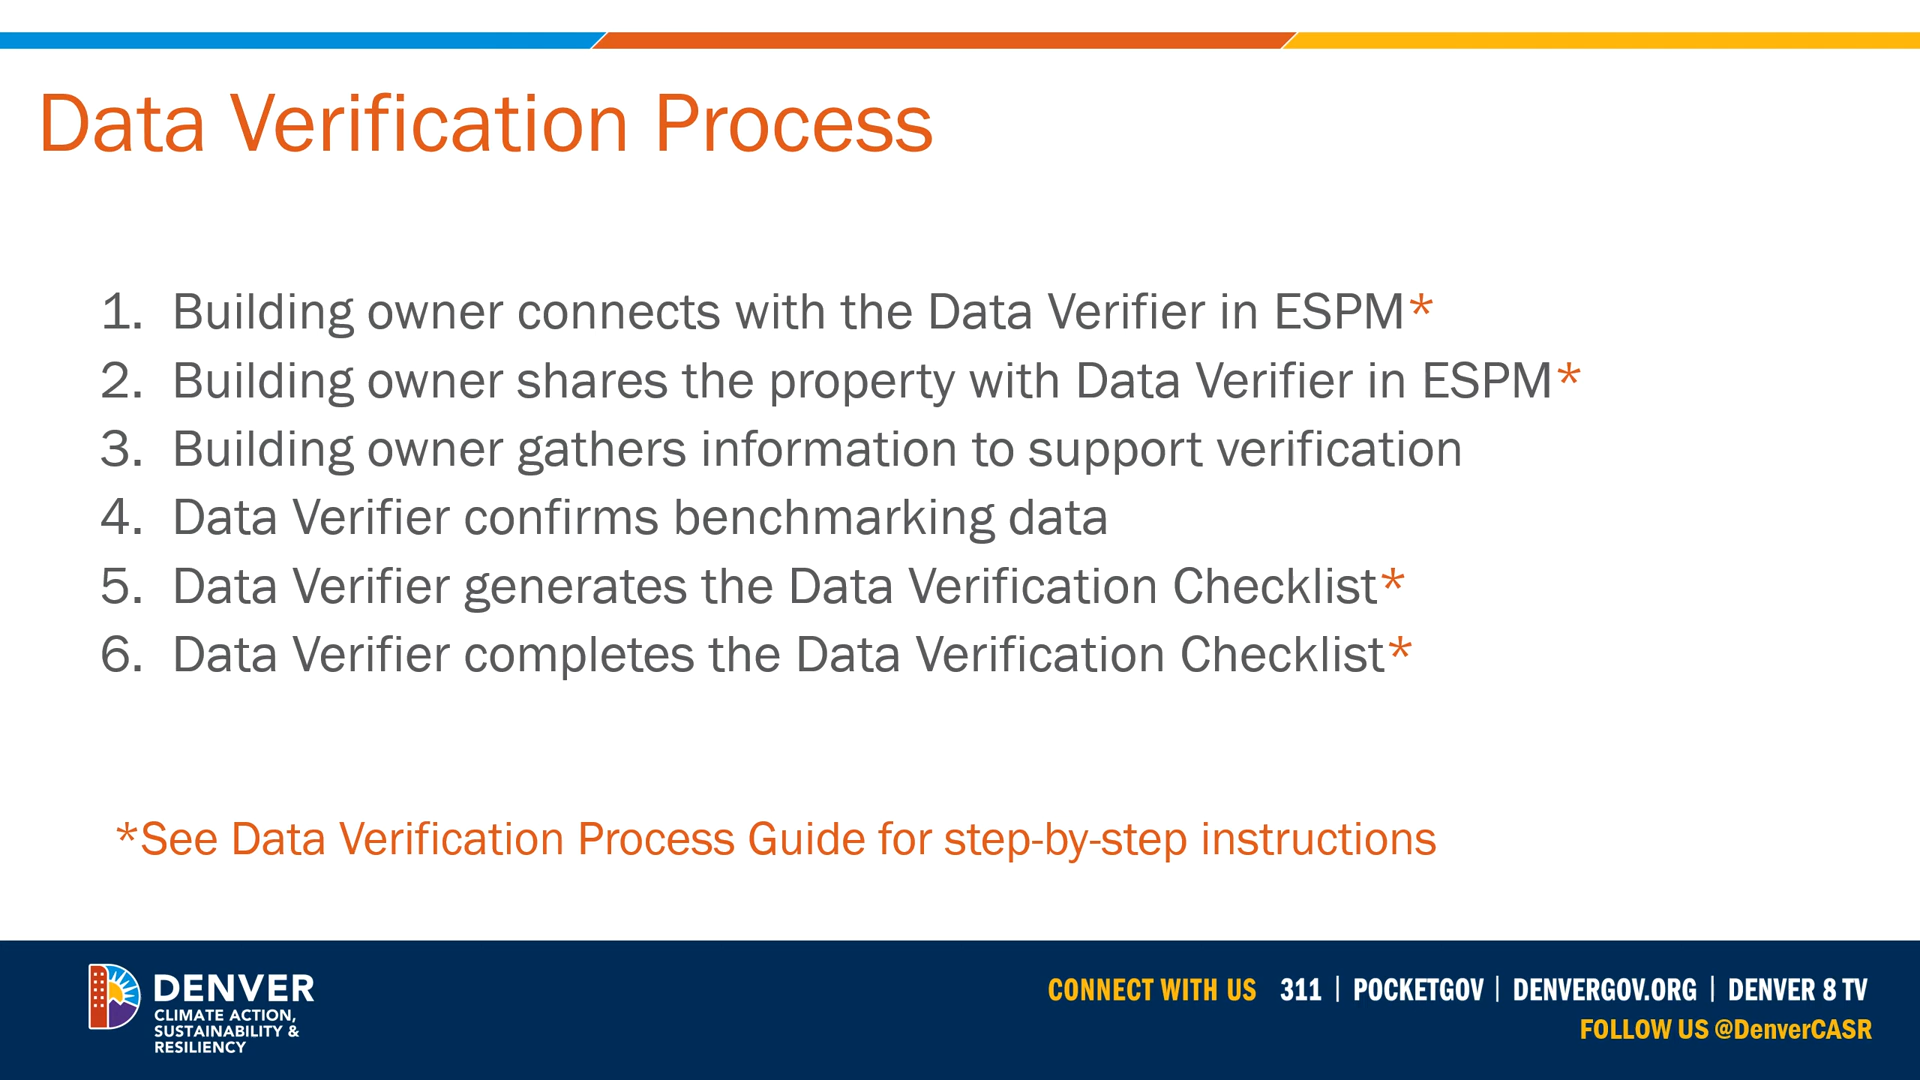 Data Verification Process
1. Building owner connects with the Data Verifier in ESPM*
2. Building owner shares the property with Data Verifier in ESPM*
3. Building owner gathers information to support verification
4. Data Verifier confirms benchmarking data
5. Data Verifier generates the Data Verification Checklist*
6. Data Verifier completes the Data Verification Checklist*
*See Data Verification Process Guide for step-by-step instructions
DENVER
CLIMATE ACTION,
SUSTAINABILITY &
RESILIENCY
CONNECT WITH US 311 | POCKETGOV | DENVERGOV.ORG | DENVER 8 TV
FOLLOW US @DenverCASR